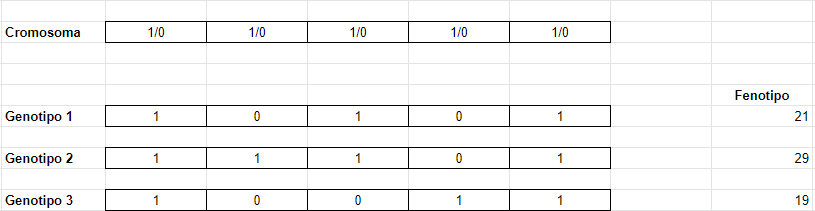 Cromosoma 1/0 1/0 1/0 1/0 1/0
Fenotipo
Genotipo 1 1 0 1 0 1 21
Genotipo 2 1 1 1 0 1 29
Genotipo 3 1 0 0 1 1 19